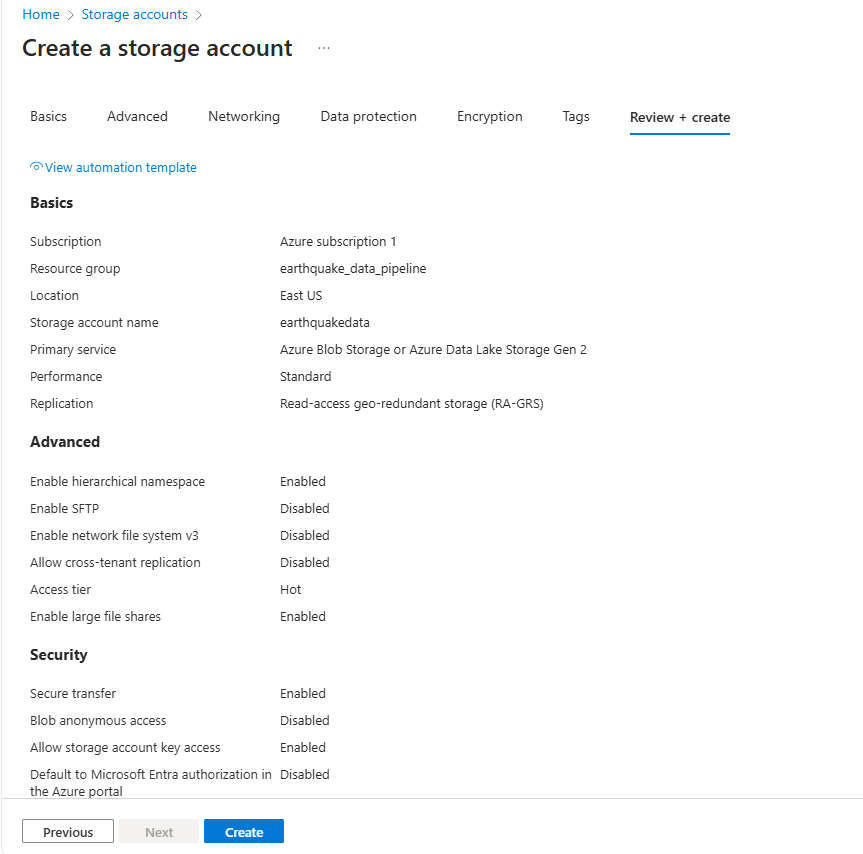 Home > Storage accounts >
Create a storage account ...
Basics Advanced Networking Data protection Encryption Tags Review + create
View automation template
Basics
Subscription Azure subscription 1
Resource group earthquake_data_pipeline
Location East US
Storage account name earthquakedata
Primary service Azure Blob Storage or Azure Data Lake Storage Gen 2
Performance Standard
Replication Read-access geo-redundant storage (RA-GRS)
Advanced
Enable hierarchical namespace Enabled
Enable SFTP Disabled
Enable network file system v3 Disabled
Allow cross-tenant replication Disabled
Access tier Hot
Enable large file shares Enabled
Security
Secure transfer Enabled
Blob anonymous access Disabled
Allow storage account key access Enabled
Default to Microsoft Entra authorization in Disabled
the Azure portal
Previous Next Create